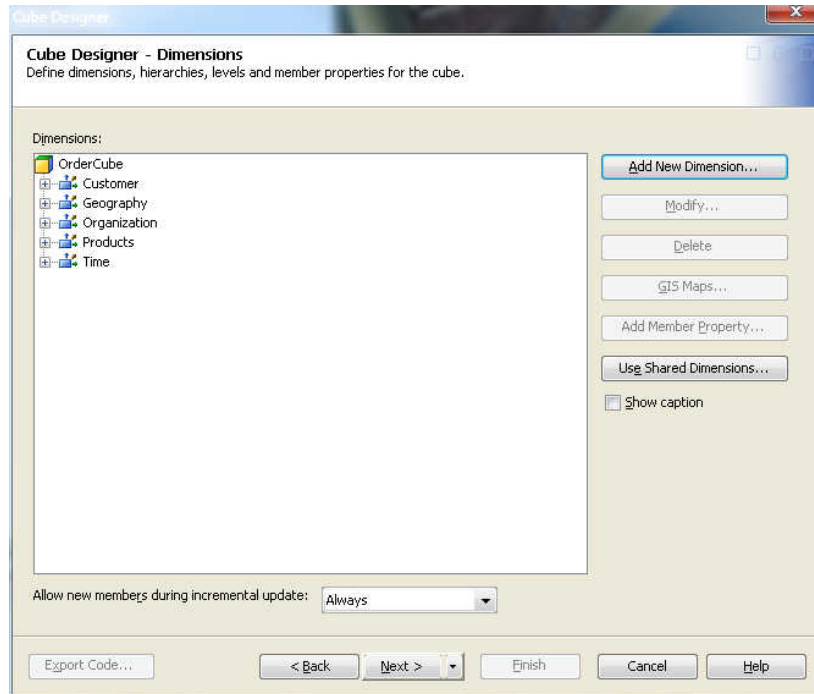 Cube Designer
Cube Designer - Dimensions
Define dimensions, hierarchies, levels and member properties for the cube.
Dimensions:
OrderCube
Customer
Geography
Organization
Products
Time
Add New Dimension...
Modify...
Delete
GIS Maps...
Add Member Property...
Use Shared Dimensions...
Show caption
Allow new members during incremental update:
Always
Export Code...
< Back
Next >
Finish
Cancel
Help